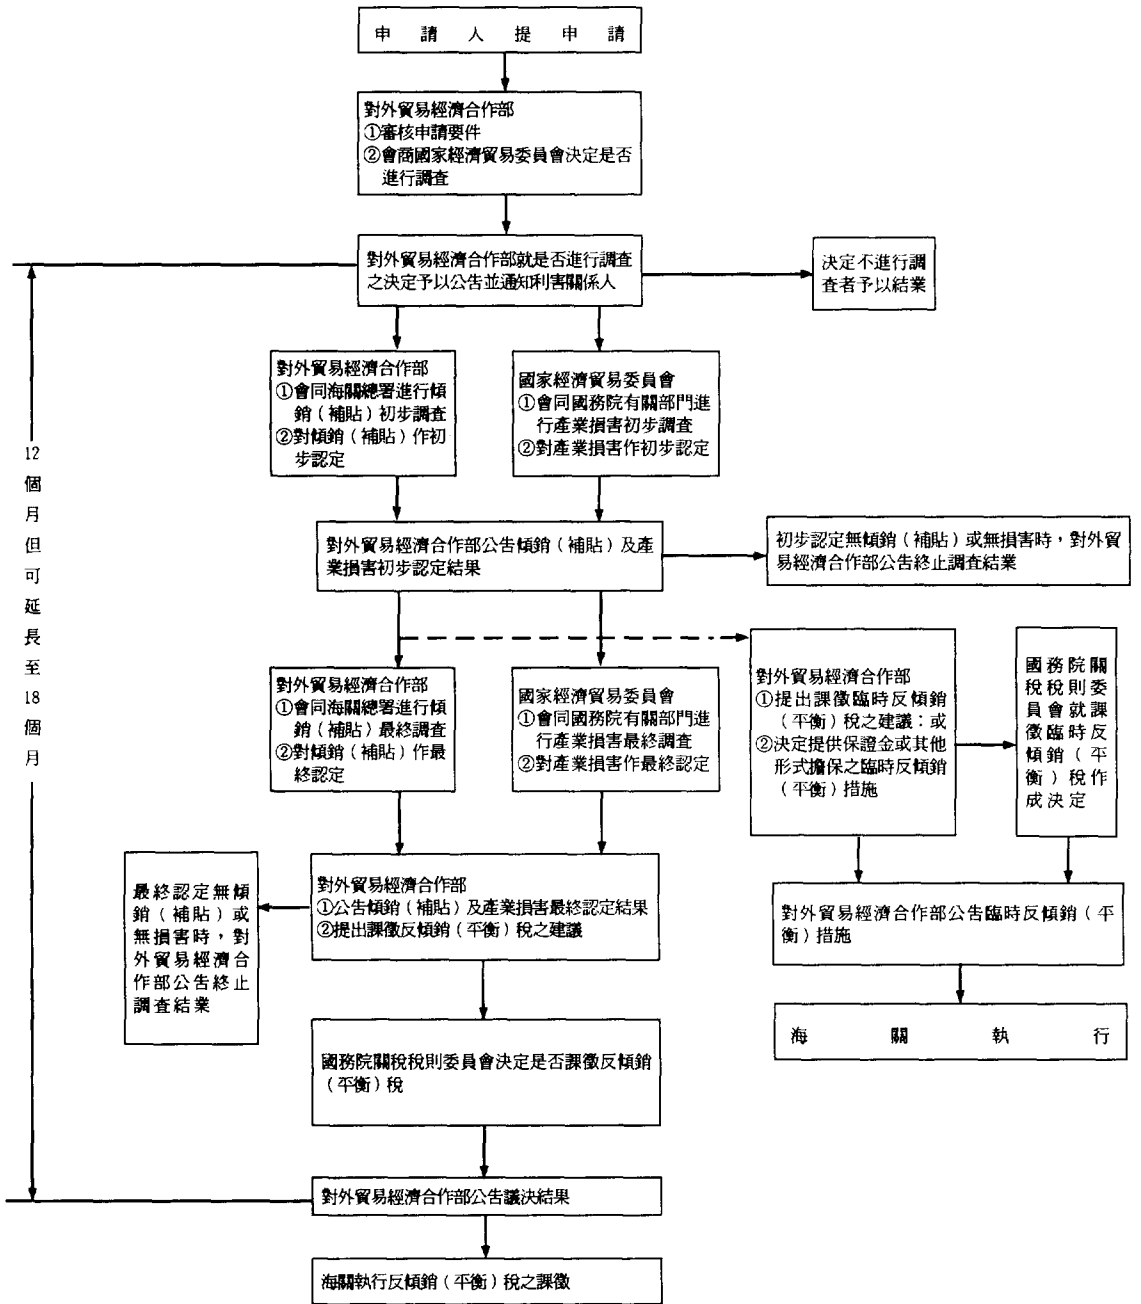 申請人提申請
對外貿易經濟合作部
①審核申請要件
②會商國家經濟貿易委員會決定是否
進行調查
對外貿易經濟合作部就是否進行調查
之決定予以公告並通知利害關係人
決定不進行調
查者予以結業
對外貿易經濟合作部
①會同海關總署進行傾
銷（補貼）初步調查
②對傾銷（補貼）作初
步認定
國家經濟貿易委員會
①會同國務院有關部門進
行產業損害初步調查
②對產業損害作初步認定
12個月但可延長至18個月
對外貿易經濟合作部公告傾銷（補貼）及產
業損害初步認定結果
初步認定無傾銷（補貼）或無損害時，對外貿
易經濟合作部公告終止調查結業
對外貿易經濟合作部
①會同海關總署進行傾
銷（補貼）最終調查
②對傾銷（補貼）作最
終認定
國家經濟貿易委員會
①會同國務院有關部門進
行產業損害最終調查
②對產業損害作最終認定
對外貿易經濟合作部
①提出課徵臨時反傾銷
（平衡）稅之建議：或
②決定提供保證金或其他
形式擔保之臨時反傾銷
（平衡）措施
國務院關
稅稅則委
員會就課
徵臨時反
傾銷（平
衡）稅作
成決定
最終認定無傾
銷（補貼）或
無損害時，對
外貿易經濟合
作部公告終止
調查結業
對外貿易經濟合作部
①公告傾銷（補貼）及產業損害最終認定結果
②提出課徵反傾銷（平衡）稅之建議
對外貿易經濟合作部公告臨時反傾銷（平
衡）措施
海關執行
國務院關稅稅則委員會決定是否課徵反傾銷
（平衡）稅
對外貿易經濟合作部公告議決結果
海關執行反傾銷（平衡）稅之課徵